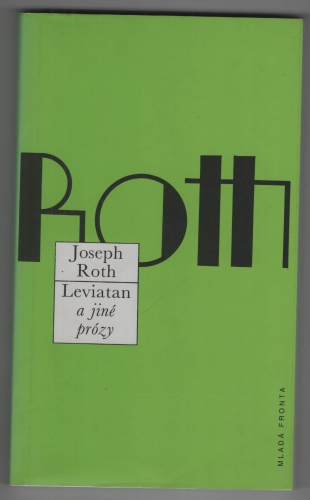 Roth
Joseph
Roth
Leviatan
a jiné
prózy
MLADÁ FRONTA